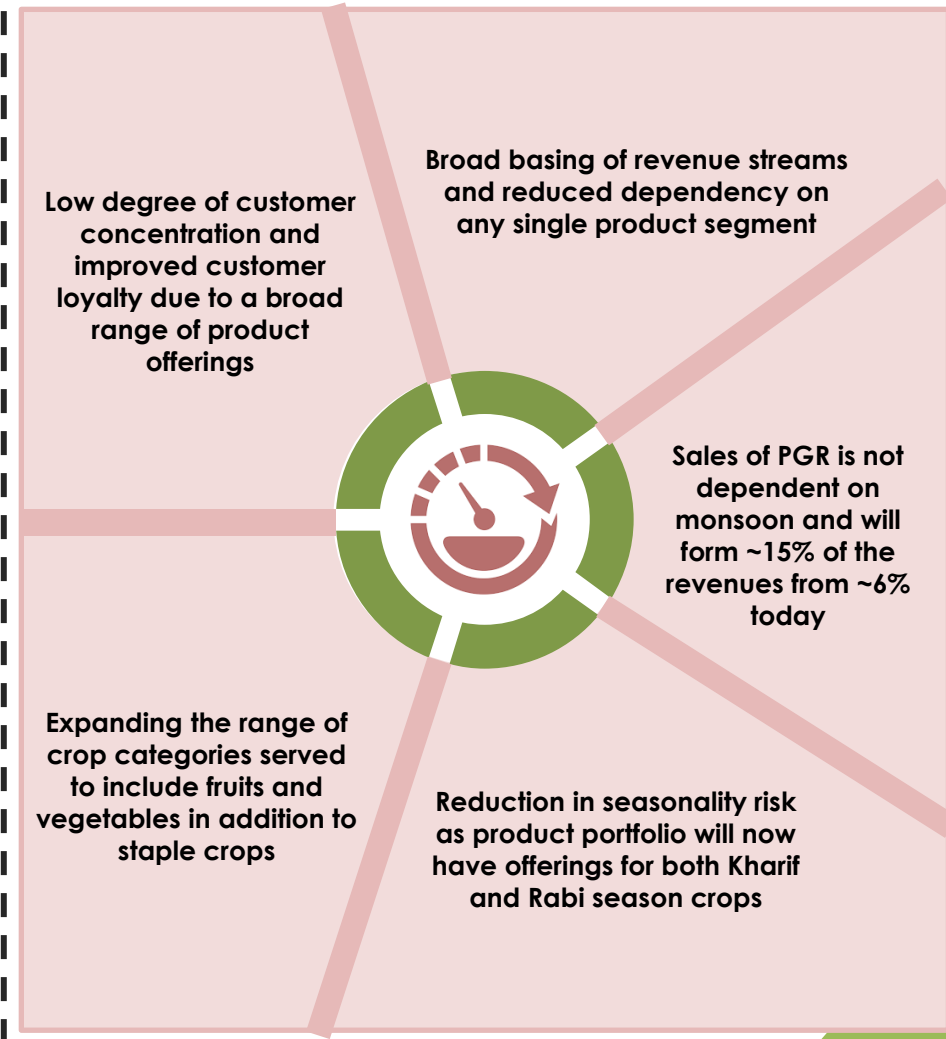 Low degree of customer
concentration and
improved customer
loyalty due to a broad
range of product
offerings
Broad basing of revenue streams
and reduced dependency on
any single product segment
Sales of PGR is not
dependent on
monsoon and will
form ~15% of the
revenues from ~6%
today
Expanding the range of
crop categories served
to include fruits and
vegetables in addition to
staple crops
Reduction in seasonality risk
as product portfolio will now
have offerings for both Kharif
and Rabi season crops